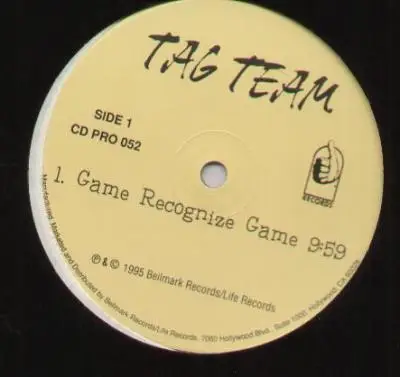 TAG TEAM
SIDE 1
CD PRO 052
RECORDS
1. Game Recognize Game 9:59
℗ & © 1995 Bellmark Records/Life Records
Manufactured, Marketed and Distributed by Bellmark Records/Life Records, 7060 Hollywood Blvd., Suite 1000, Hollywood, CA 90028